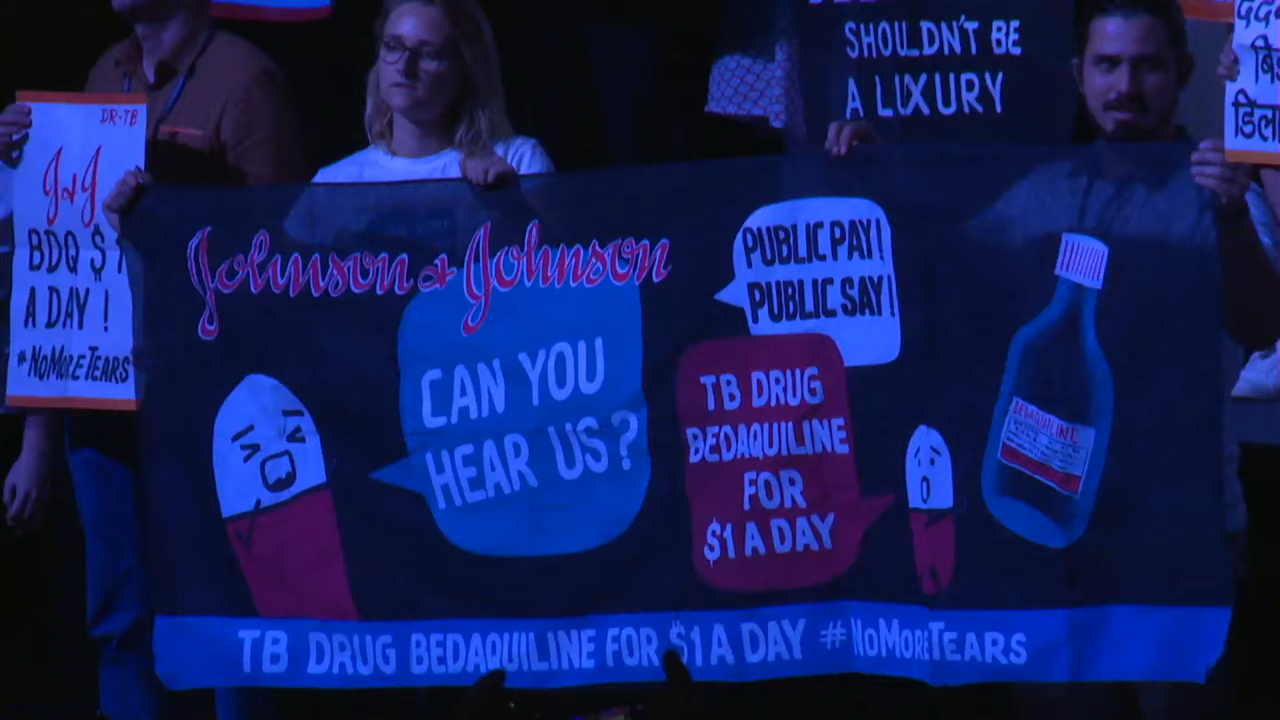 DR-TB
J&J
BDQ $1
A DAY!
#NOMORETEARS
SHOULDN'T BE
A LUXURY
डिल
Johnson & Johnson
CAN YOU
HEAR US?
PUBLIC PAY!
PUBLIC SAY!
TB DRUG
BEDAQUILINE
FOR
$1 A DAY
BEDAQUILINE
TB DRUG BEDAQUILINE FOR $1 A DAY #NOMORETEARS